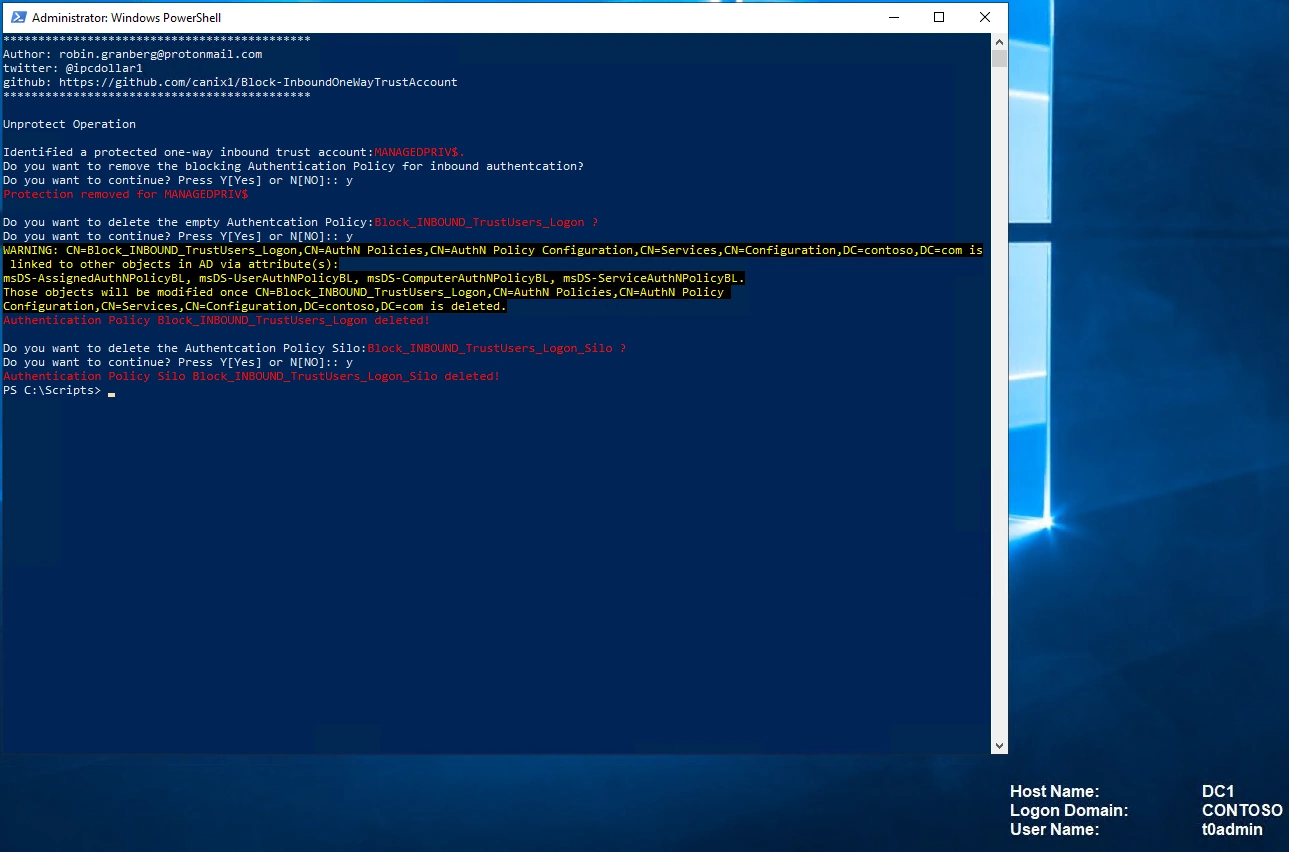 Administrator: Windows PowerShell
********************************************
Author: robin.granberg@protonmail.com
twitter: @ipcdollar1
github: https://github.com/canix1/Block-InboundOneWayTrustAccount
********************************************
Unprotect Operation
Identified a protected one-way inbound trust account:MANAGEDPRIV$.
Do you want to remove the blocking Authentication Policy for inbound authentcation?
Do you want to continue? Press Y[Yes] or N[NO]:: y
Protection removed for MANAGEDPRIV$
Do you want to delete the empty Authentcation Policy:Block_INBOUND_TrustUsers_Logon ?
Do you want to continue? Press Y[Yes] or N[NO]:: y
WARNING: CN=Block_INBOUND_TrustUsers_Logon,CN=AuthN Policies,CN=AuthN Policy Configuration,CN=Services,CN=Configuration,DC=contoso,DC=com is
 linked to other objects in AD via attribute(s):
msDS-AssignedAuthNPolicyBL, msDS-UserAuthNPolicyBL, msDS-ComputerAuthNPolicyBL, msDS-ServiceAuthNPolicyBL.
Those objects will be modified once CN=Block_INBOUND_TrustUsers_Logon,CN=AuthN Policies,CN=AuthN Policy
Configuration,CN=Services,CN=Configuration,DC=contoso,DC=com is deleted.
Authentication Policy Block_INBOUND_TrustUsers_Logon deleted!
Do you want to delete the Authentcation Policy Silo:Block_INBOUND_TrustUsers_Logon_Silo ?
Do you want to continue? Press Y[Yes] or N[NO]:: y
Authentication Policy Silo Block_INBOUND_TrustUsers_Logon_Silo deleted!
PS C:\Scripts>
Host Name: DC1
Logon Domain: CONTOSO
User Name: t0admin